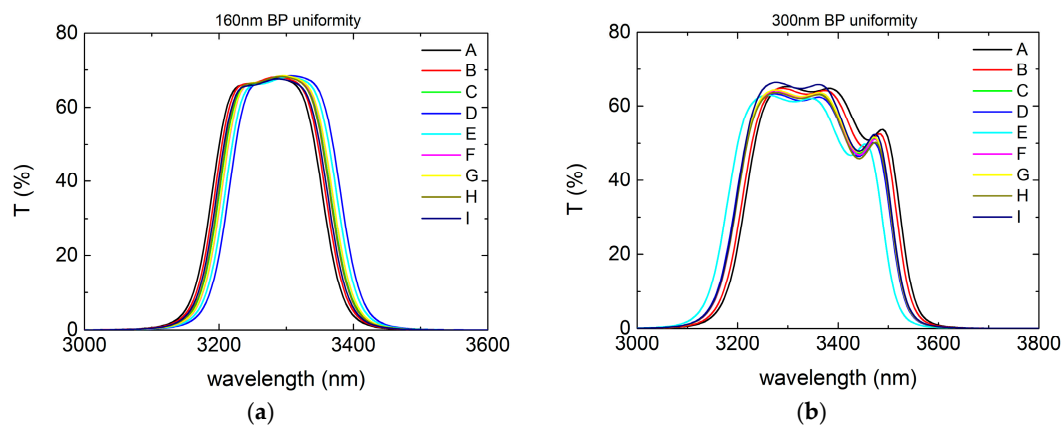 160nm BP uniformity
80
60
40
20
0
T (%)
A
B
C
D
E
F
G
H
I
3000
3200
3400
3600
wavelength (nm)
(a)
300nm BP uniformity
80
60
40
20
0
T (%)
A
B
C
D
E
F
G
H
I
3000
3200
3400
3600
3800
wavelength (nm)
(b)